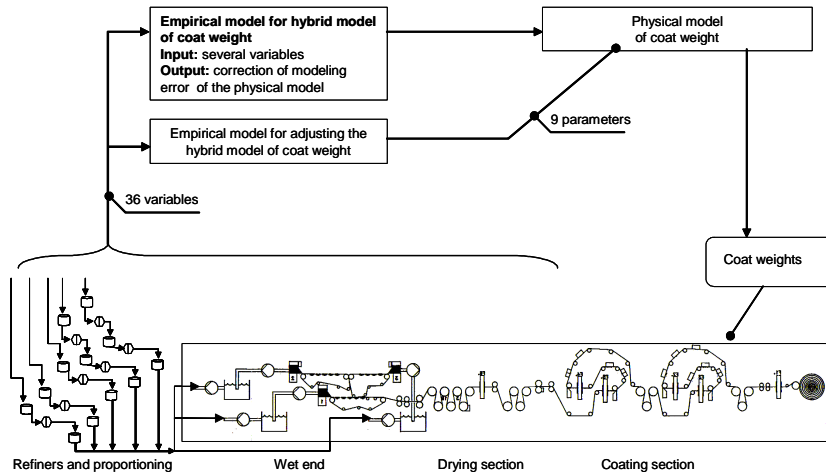 Empirical model for hybrid model
of coat weight
Input: several variables
Output: correction of modeling
error of the physical model
Physical model
of coat weight
Empirical model for adjusting the
hybrid model of coat weight
9 parameters
36 variables
Coat weights
Refiners and proportioning
Wet end
Drying section
Coating section